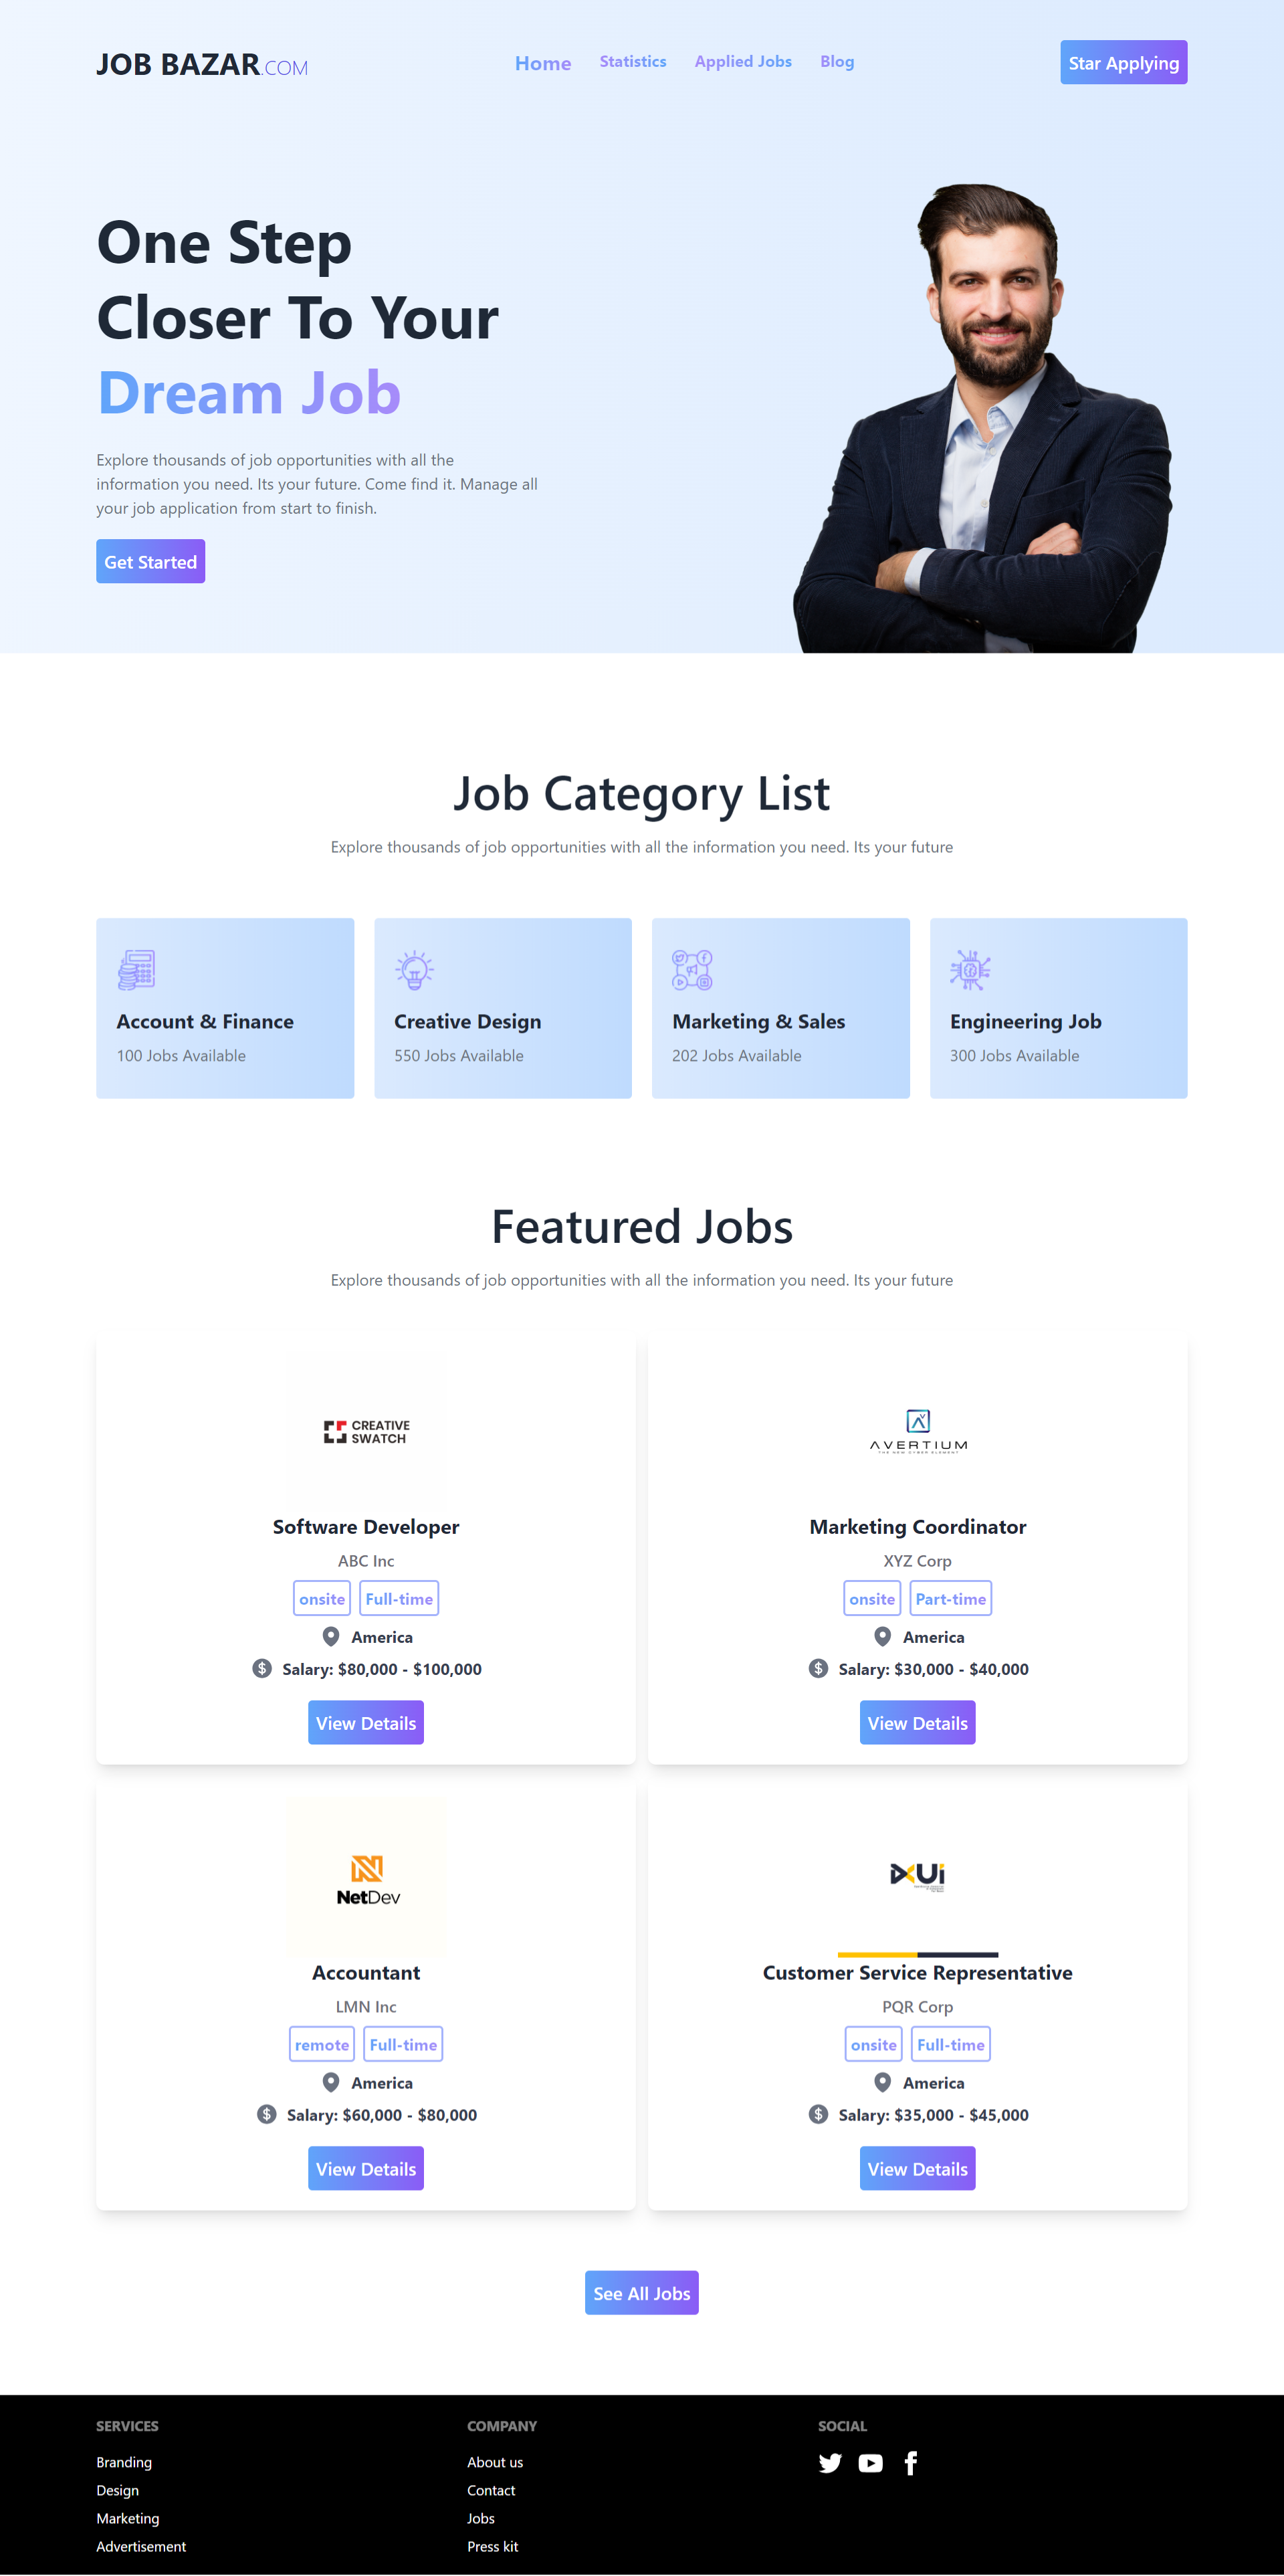 JOB BAZAR.COM
Home
Statistics
Applied Jobs
Blog
Star Applying
One Step
Closer To Your
Dream Job
Explore thousands of job opportunities with all the
information you need. Its your future. Come find it. Manage all
your job application from start to finish.
Get Started
Job Category List
Explore thousands of job opportunities with all the information you need. Its your future
Account & Finance
100 Jobs Available
Creative Design
550 Jobs Available
Marketing & Sales
202 Jobs Available
Engineering Job
300 Jobs Available
Featured Jobs
Explore thousands of job opportunities with all the information you need. Its your future
CREATIVE
SWATCH
Software Developer
ABC Inc
onsite
Full-time
America
Salary: $80,000 - $100,000
View Details
AVERTIUM
THE NEW CYBER ELEMENT
Marketing Coordinator
XYZ Corp
onsite
Part-time
America
Salary: $30,000 - $40,000
View Details
NetDev
Accountant
LMN Inc
remote
Full-time
America
Salary: $60,000 - $80,000
View Details
Customer Service Representative
PQR Corp
onsite
Full-time
America
Salary: $35,000 - $45,000
View Details
See All Jobs
SERVICES
Branding
Design
Marketing
Advertisement
COMPANY
About us
Contact
Jobs
Press kit
SOCIAL